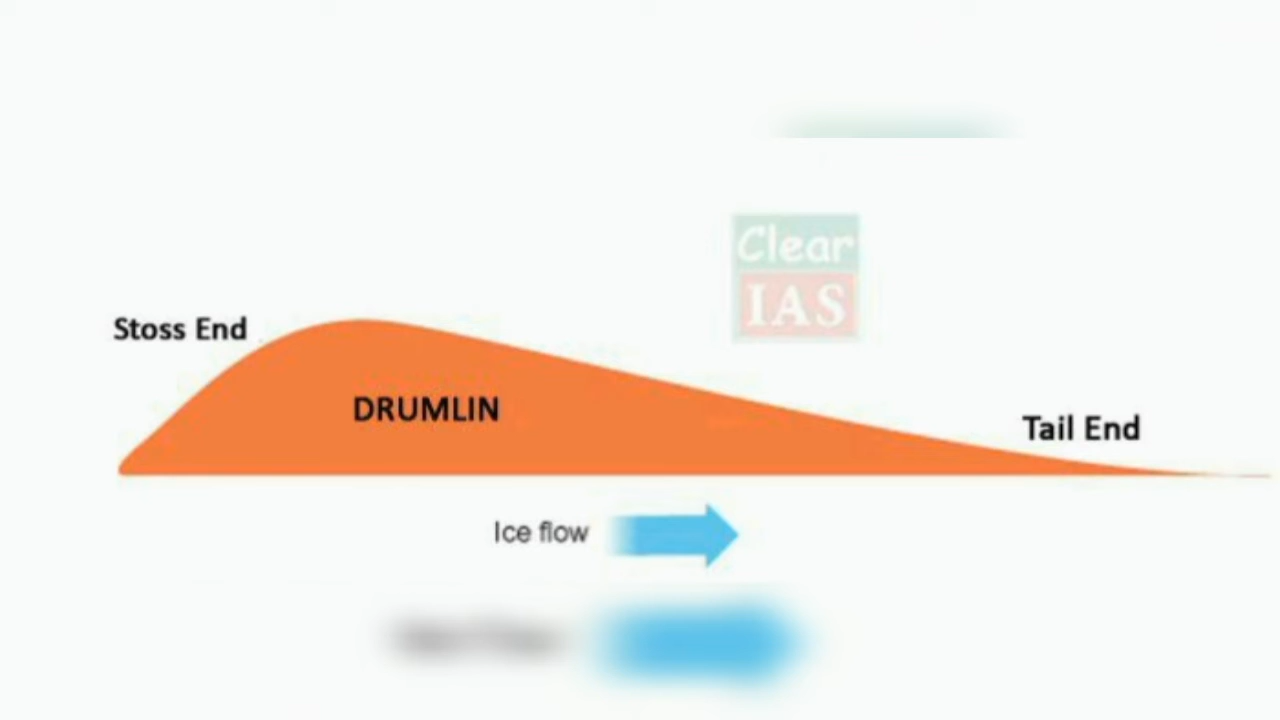 Clear
IAS
Stoss End
DRUMLIN
Tail End
Ice flow